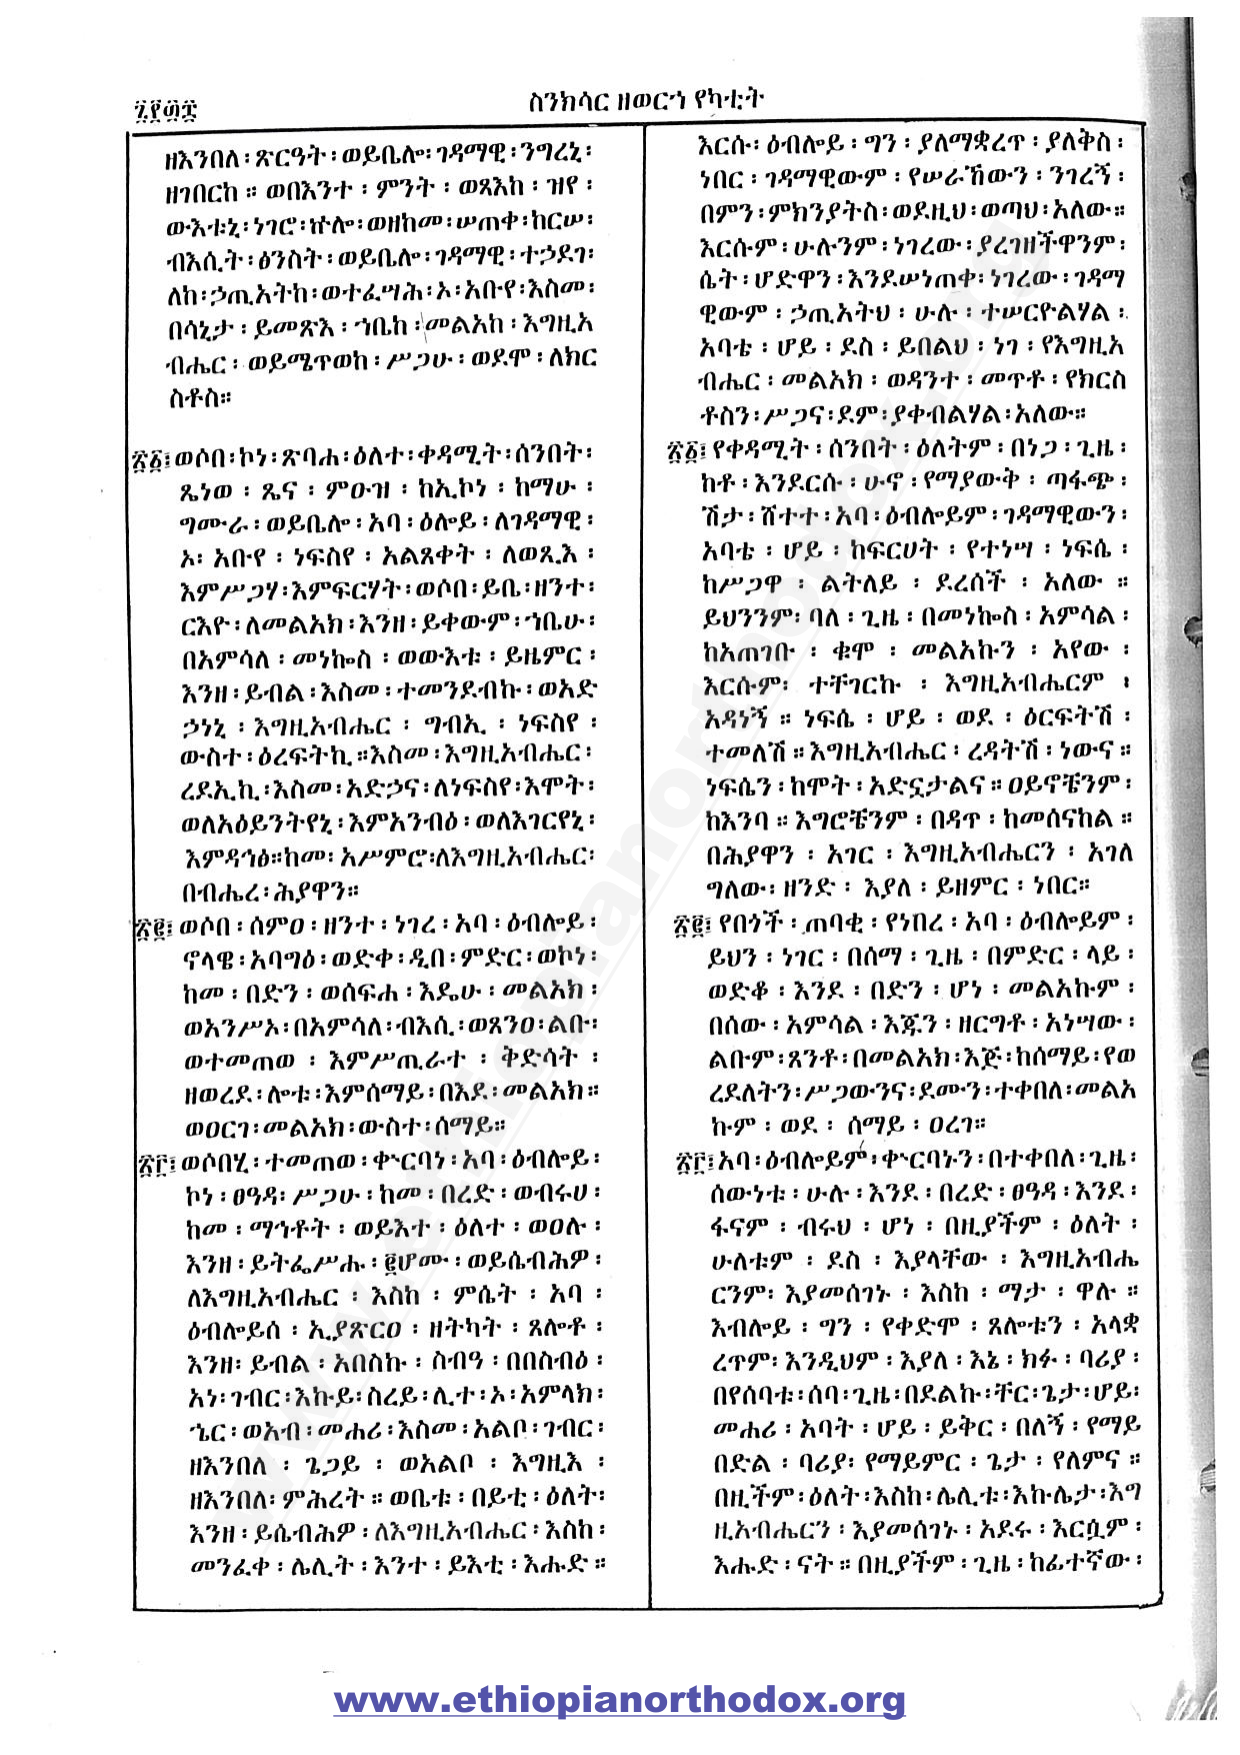 ፯፻፴፰
ስንክሳር ዘወርኀ የካቲት
ዘእንበለ ፡ ጽርዓት ፡ ወይቤሎ ፡ ገዳማዊ ፡ ንግረኒ ፡
ዘገበርከ ። ወበእንተ ፡ ምንት ፡ ወጻእከ ፡ ዝየ ፡
ውእቱኒ ፡ ነገሮ ፡ ኵሎ ፡ ወዘከመ ፡ ሠጠቀ ፡ ከርሠ ፡
ብእሲት ፡ ፅንስት ፡ ወይቤሎ ፡ ገዳማዊ ፡ ተኃደገ ፡
ለከ ፡ ኃጢአትከ ፡ ወተፈሣሕ ፡ ኦ ፡ አቡየ ፡ እስመ ፡
በሳኒታ ፡ ይመጽእ ፡ ኀቤከ ፡ መልአከ ፡ እግዚአ
ብሔር ፡ ወይሜጥወከ ፡ ሥጋሁ ፡ ወደሞ ፡ ለክር
ስቶስ ።
፳፩፤ ወሶበ ፡ ኮነ ፡ ጽባሐ ፡ ዕለተ ፡ ቀዳሚት ፡ ሰንበት ፡
ጼነወ ፡ ጼና ፡ ምዑዝ ፡ ከኢኮነ ፡ ከማሁ ፡
ግሙራ ፡ ወይቤሎ ፡ አባ ፡ ዕሎይ ፡ ለገዳማዊ ፡
ኦ ፡ አቡየ ፡ ነፍስየ ፡ አልጸቀት ፡ ለወጺእ ፡
እምሥጋሃ ፡ እምፍርሃት ፡ ወሶበ ፡ ይቤ ፡ ዘንተ ፡
ርእዮ ፡ ለመልአክ ፡ እንዘ ፡ ይቀውም ፡ ኀቤሁ ፡
በአምሳለ ፡ መነኰስ ፡ ወውእቱ ፡ ይዜምር ፡
እንዘ ፡ ይብል ፡ እስመ ፡ ተመንደብኩ ፡ ወአድ
ኃነኒ ፡ እግዚአብሔር ፡ ግብኢ ፡ ነፍስየ ፡
ውስተ ፡ ዕረፍትኪ ። እስመ ፡ እግዚአብሔር ፡
ረደኢኪ ፡ እስመ ፡ አድኃና ፡ ለነፍስየ ፡ እሞት ፡
ወለአዕይንትየኒ ፡ እምአንብዕ ፡ ወለእገርየኒ ፡
እምዳኅፅ ። ከመ ፡ አሥምሮ ፡ ለእግዚአብሔር ፡
በብሔረ ፡ ሕያዋን ።
፳፪፤ ወሶበ ፡ ሰምዐ ፡ ዘንተ ፡ ነገረ ፡ አባ ፡ ዕብሎይ ፡
ኖላዌ ፡ አባግዕ ፡ ወድቀ ፡ ዲበ ፡ ምድር ፡ ወኮነ ፡
ከመ ፡ በድን ፡ ወሰፍሐ ፡ እዴሁ ፡ መልአክ ፡
ወአንሥኦ ፡ በአምሳለ ፡ ብእሲ ፡ ወጸንዐ ፡ ልቡ ፡
ወተመጠወ ፡ እምሥጢራተ ፡ ቅድሳት ፡
ዘወረደ ፡ ሎቱ ፡ እምሰማይ ፡ በእደ ፡ መልአክ ።
ወዐርገ ፡ መልአክ ፡ ውስተ ፡ ሰማይ ።
፳፫፤ ወሶበሂ ፡ ተመጠወ ፡ ቍርባነ ፡ አባ ፡ ዕብሎይ ፡
ኮነ ፡ ፀዓዳ ፡ ሥጋሁ ፡ ከመ ፡ በረድ ፡ ወብሩህ ፡
ከመ ፡ ማኅቶት ፡ ወይእተ ፡ ዕለተ ፡ ወዐሉ ፡
እንዘ ፡ ይትፌሥሑ ፡ ፪ሆሙ ፡ ወይሴብሕዎ ፡
ለእግዚአብሔር ፡ እስከ ፡ ምሴት ፡ አባ ፡
ዕብሎይሰ ፡ ኢያጽርዐ ፡ ዘትካት ፡ ጸሎቶ ፡
እንዘ ፡ ይብል ፡ አበስኩ ፡ ስብዓ ፡ በበስብዕ ፡
አነ ፡ ገብር ፡ እኩይ ፡ ስረይ ፡ ሊተ ፡ ኦ ፡ አምላክ ፡
ኄር ፡ ወአብ ፡ መሐሪ ፡ እስመ ፡ አልቦ ፡ ገብር ፡
ዘእንበለ ፡ ጌጋይ ፡ ወአልቦ ፡ እግዚእ ፡
ዘእንበለ ፡ ምሕረት ። ወቤቱ ፡ በይቲ ፡ ዕለት ፡
እንዘ ፡ ይሴብሕዎ ፡ ለእግዚአብሔር ፡ እስከ ፡
መንፈቀ ፡ ሌሊት ፡ እንተ ፡ ይእቲ ፡ እሑድ ።
እርሱ ፡ ዕብሎይ ፡ ግን ፡ ያለማቋረጥ ፡ ያለቅስ ፡
ነበር ፡ ገዳማዊውም ፡ የሠራኸውን ፡ ንገረኝ ፡
በምን ፡ ምክንያትስ ፡ ወደዚህ ፡ ወጣህ ፡ አለው ።
እርሱም ፡ ሁሉንም ፡ ነገረው ፡ ያረገዘችዋንም ፡
ሴት ፡ ሆድዋን ፡ እንደሠነጠቀ ፡ ነገረው ፡ ገዳማ
ዊውም ፡ ኃጢአትህ ፡ ሁሉ ፡ ተሠርዮልሃል ፡
አባቴ ፡ ሆይ ፡ ደስ ፡ ይበልህ ፡ ነገ ፡ የእግዚአ
ብሔር ፡ መልአክ ፡ ወዳንተ ፡ መጥቶ ፡ የክርስ
ቶስን ፡ ሥጋና ፡ ደም ፡ ያቀብልሃል ፡ አለው ።
፳፩፤ የቀዳሚት ፡ ሰንበት ፡ ዕለትም ፡ በነጋ ፡ ጊዜ ፡
ከቶ ፡ እንደርሱ ፡ ሁኖ ፡ የማያውቅ ፡ ጣፋጭ ፡
ሽታ ፡ ሸተተ ፡ አባ ፡ ዕብሎይም ፡ ገዳማዊውን ፡
አባቴ ፡ ሆይ ፡ ከፍርሀት ፡ የተነሣ ፡ ነፍሴ ፡
ከሥጋዋ ፡ ልትለይ ፡ ደረሰች ፡ አለው ።
ይህንንም ፡ ባለ ፡ ጊዜ ፡ በመነኰስ ፡ አምሳል ፡
ከአጠገቡ ፡ ቁሞ ፡ መልአኩን ፡ አየው ፡
እርሱም ፡ ተቸገርኩ ፡ እግዚአብሔርም ፡
አዳነኝ ። ነፍሴ ፡ ሆይ ፡ ወደ ፡ ዕርፍትሽ ፡
ተመለሽ ። እግዚአብሔር ፡ ረዳትሽ ፡ ነውና ።
ነፍሴን ፡ ከሞት ፡ አድኗታልና ። ዐይኖቼንም ፡
ከእንባ ። እግሮቼንም ፡ በዳጥ ፡ ከመሰናከል ።
በሕያዋን ፡ አገር ፡ እግዚአብሔርን ፡ አገለ
ግለው ፡ ዘንድ ፡ እያለ ፡ ይዘምር ፡ ነበር ።
፳፪፤ የበጎች ፡ ጠባቂ ፡ የነበረ ፡ አባ ፡ ዕብሎይም ፡
ይህን ፡ ነገር ፡ በሰማ ፡ ጊዜ ፡ በምድር ፡ ላይ ፡
ወድቆ ፡ እንደ ፡ በድን ፡ ሆነ ፡ መልአኩም ፡
በሰው ፡ አምሳል ፡ እጁን ፡ ዘርግቶ ፡ አነሣው ፡
ልቡም ፡ ጸንቶ ፡ በመልአክ ፡ እጅ ፡ ከሰማይ ፡ የወ
ረደለትን ፡ ሥጋውንና ፡ ደሙን ፡ ተቀበለ ፡ መልአ
ኩም ፡ ወደ ፡ ሰማይ ፡ ዐረገ ።
፳፫፤ አባ ፡ ዕብሎይም ፡ ቍርባኑን ፡ በተቀበለ ፡ ጊዜ ፡
ሰውነቱ ፡ ሁሉ ፡ እንደ ፡ በረድ ፡ ፀዓዳ ፡ እንደ ፡
ፋናም ፡ ብሩህ ፡ ሆነ ፡ በዚያችም ፡ ዕለት ፡
ሁለቱም ፡ ደስ ፡ እያላቸው ፡ እግዚአብሔ
ርንም ፡ እያመሰገኑ ፡ እስከ ፡ ማታ ፡ ዋሉ ።
እብሎይ ፡ ግን ፡ የቀድሞ ፡ ጸሎቱን ፡ አላቋ
ረጥም ፡ እንዲህም ፡ እያለ ፡ እኔ ፡ ክፉ ፡ ባሪያ ፡
በየሰባቱ ፡ ሰባ ፡ ጊዜ ፡ በደልኩ ፡ ቸር ፡ ጌታ ፡ ሆይ ፡
መሐሪ ፡ አባት ፡ ሆይ ፡ ይቅር ፡ በለኝ ፡ የማይ
በድል ፡ ባሪያ ፡ የማይምር ፡ ጌታ ፡ የለምና ።
በዚችም ፡ ዕለት ፡ እስከ ፡ ሌሊቱ ፡ እኩሌታ ፡ እግ
ዚአብሔርን ፡ እያመሰገኑ ፡ አደሩ ፡ እርሷም ፡
እሑድ ፡ ናት ። በዚያችም ፡ ጊዜ ፡ ከፊተኛው ፡
www.ethiopianorthodox.org